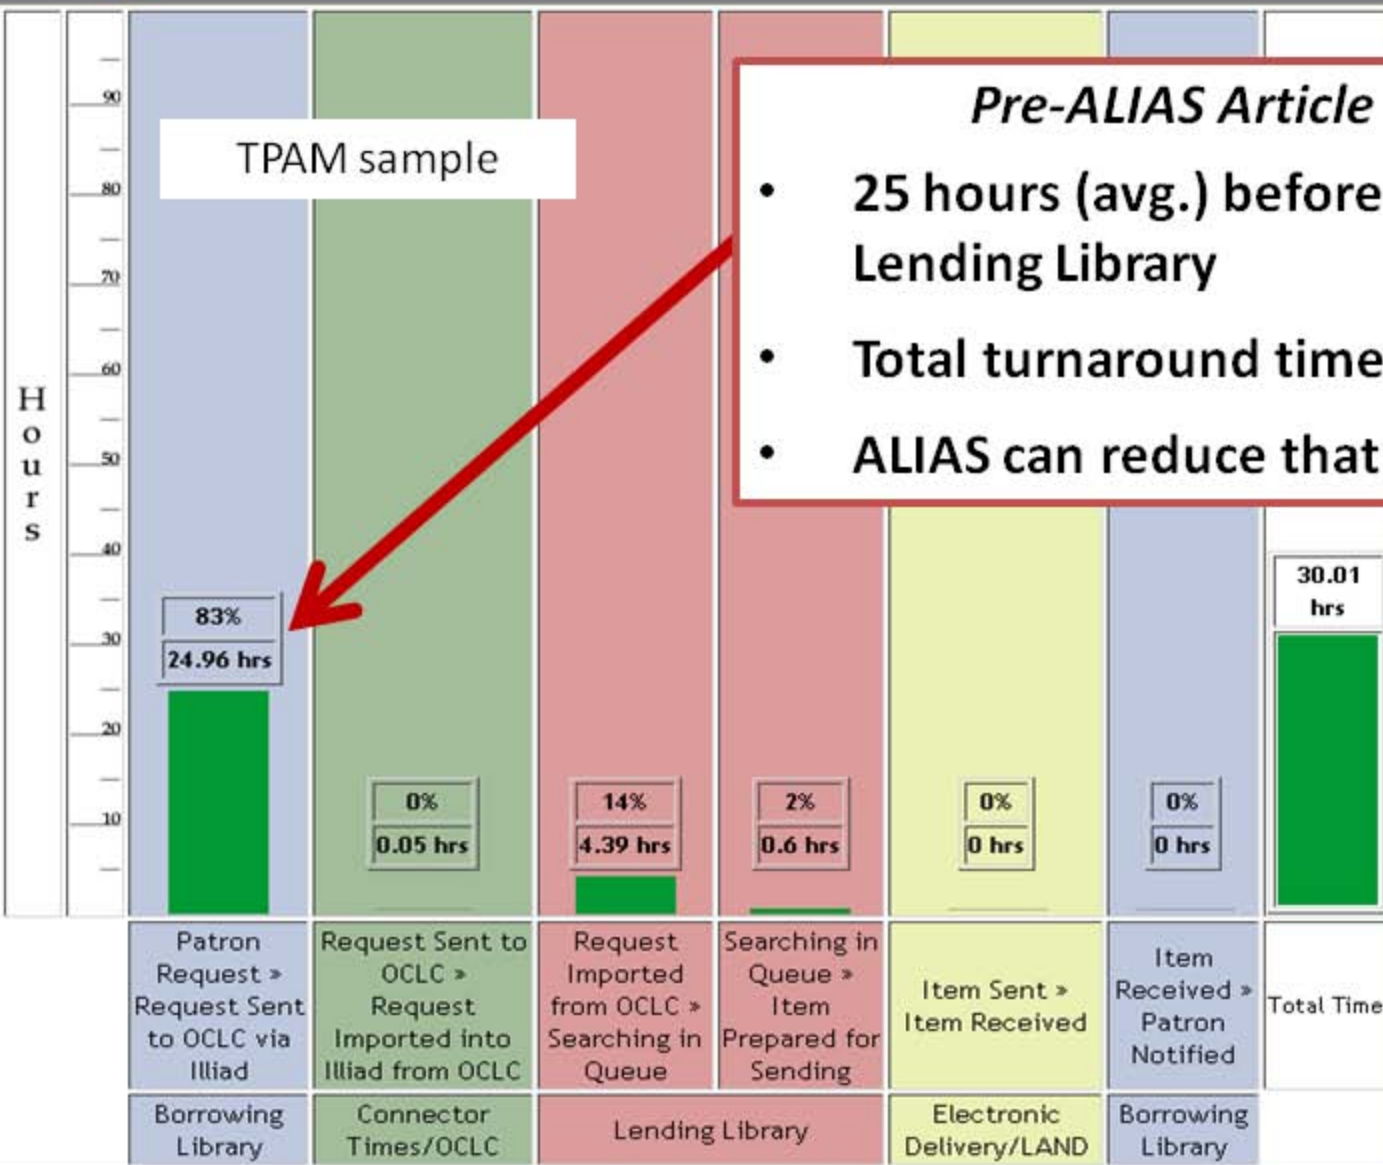 Hours
90
80
70
60
50
40
30
20
10
TPAM sample
Pre-ALIAS Article
• 25 hours (avg.) before
Lending Library
• Total turnaround time
• ALIAS can reduce that
83%
24.96 hrs
0%
0.05 hrs
14%
4.39 hrs
2%
0.6 hrs
0%
0 hrs
0%
0 hrs
30.01
hrs
Patron
Request »
Request Sent
to OCLC via
Illiad
Request Sent to
OCLC »
Request
Imported into
Illiad from OCLC
Request
Imported
from OCLC »
Searching in
Queue
Searching in
Queue »
Item
Prepared for
Sending
Item Sent »
Item Received
Item
Received »
Patron
Notified
Total Time
Borrowing
Library
Connector
Times/OCLC
Lending Library
Electronic
Delivery/LAND
Borrowing
Library